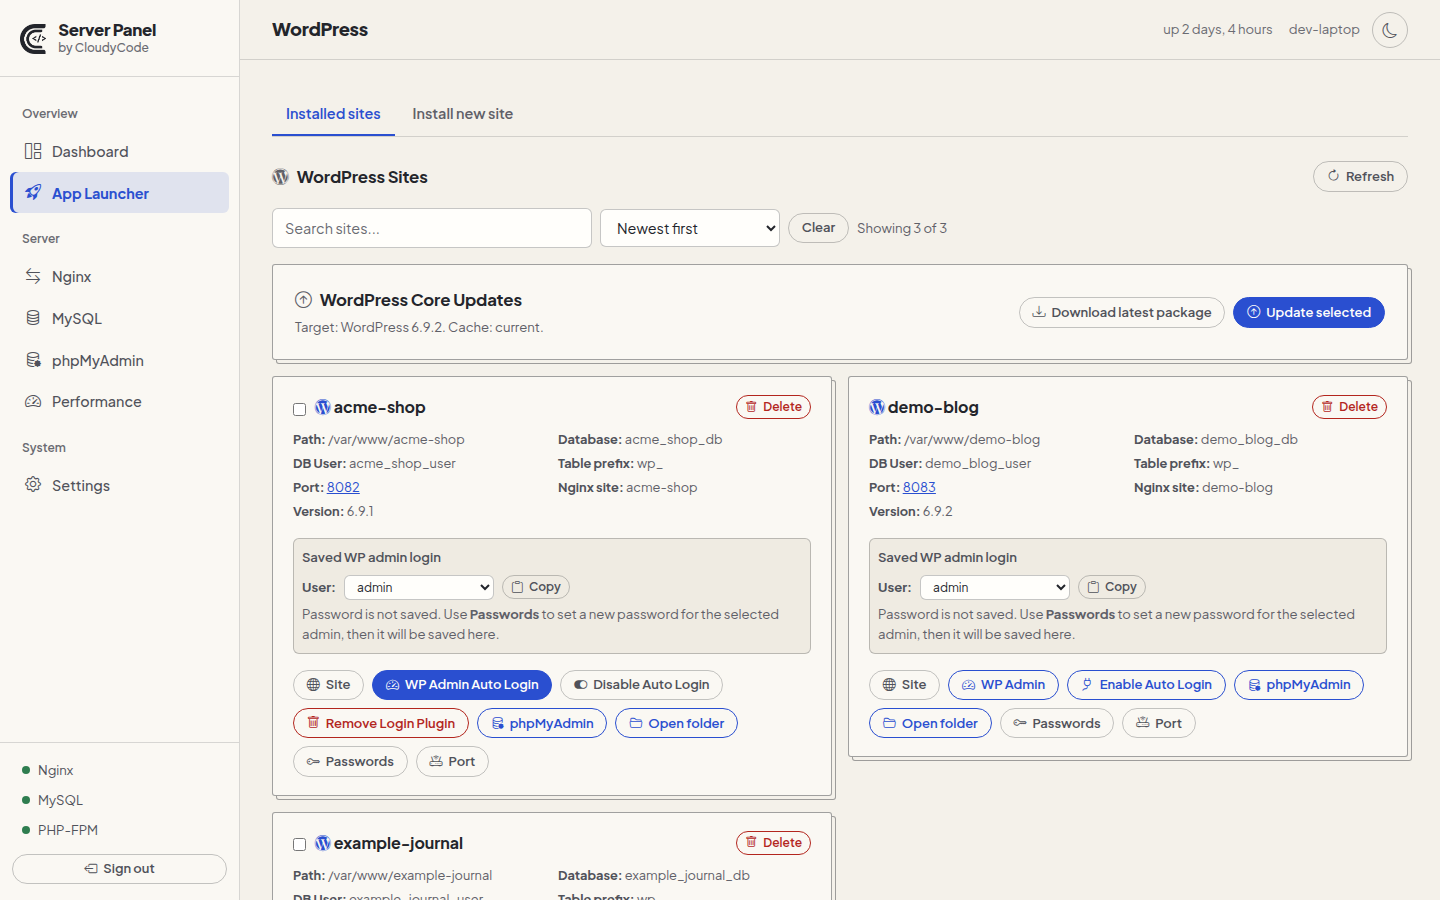 Server Panel
by CloudyCode
WordPress
up 2 days, 4 hours
dev-laptop
Overview
Dashboard
App Launcher
Server
Nginx
MySQL
phpMyAdmin
Performance
System
Settings
Nginx
MySQL
PHP-FPM
Sign out
Installed sites
Install new site
WordPress Sites
Refresh
Search sites...
Newest first
Clear
Showing 3 of 3
WordPress Core Updates
Target: WordPress 6.9.2. Cache: current.
Download latest package
Update selected
acme-shop
Delete
Path: /var/www/acme-shop
Database: acme_shop_db
DB User: acme_shop_user
Table prefix: wp_
Port: 8082
Nginx site: acme-shop
Version: 6.9.1
Saved WP admin login
User: admin
Copy
Password is not saved. Use Passwords to set a new password for the selected
admin, then it will be saved here.
Site
WP Admin Auto Login
Disable Auto Login
Remove Login Plugin
phpMyAdmin
Open folder
Passwords
Port
demo-blog
Delete
Path: /var/www/demo-blog
Database: demo_blog_db
DB User: demo_blog_user
Table prefix: wp_
Port: 8083
Nginx site: demo-blog
Version: 6.9.2
Saved WP admin login
User: admin
Copy
Password is not saved. Use Passwords to set a new password for the selected
admin, then it will be saved here.
Site
WP Admin
Enable Auto Login
phpMyAdmin
Open folder
Passwords
Port
example-journal
Delete
Path: /var/www/example-journal
Database: example_journal_db
DB User: example_journal_user
Table prefix: wp_